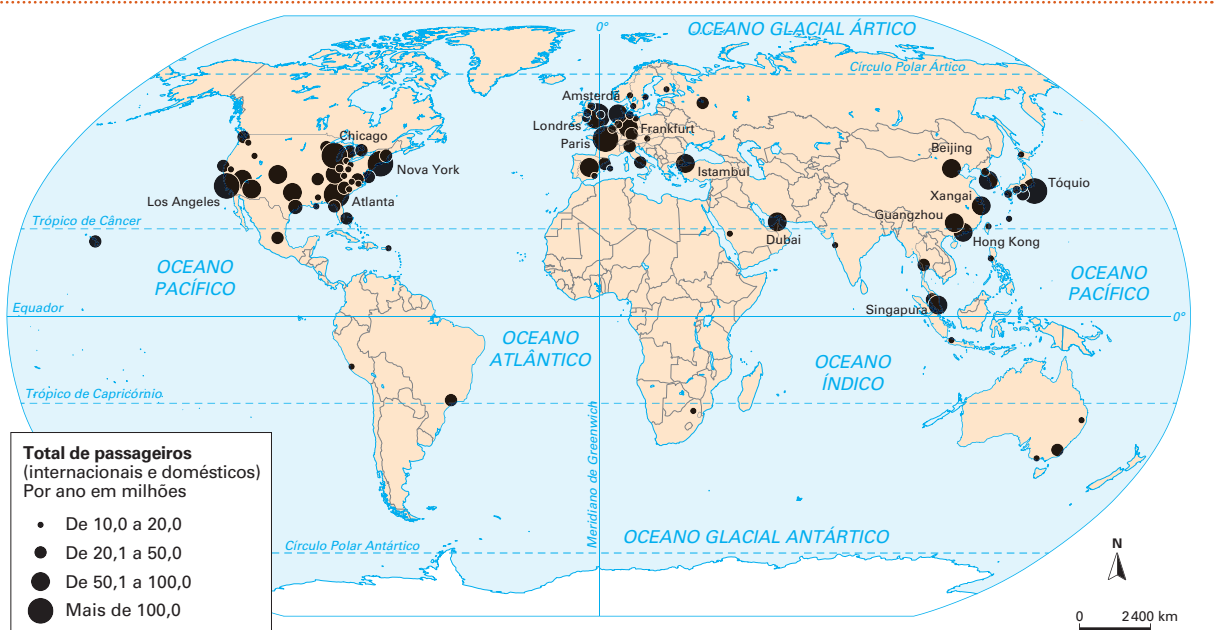 0°
OCEANO GLACIAL ÁRTICO
Círculo Polar Ártico
Amsterdã
Londres
Frankfurt
Paris
Istambul
Chicago
Nova York
Los Angeles
Atlanta
Beijing
Tóquio
Xangai
Guangzhou
Hong Kong
Dubai
Trópico de Câncer
OCEANO
PACÍFICO
OCEANO
PACÍFICO
Singapura
Equador
0°
OCEANO
ATLÂNTICO
OCEANO
ÍNDICO
Trópico de Capricórnio
Meridiano de Greenwich
Total de passageiros
(internacionais e domésticos)
Por ano em milhões
De 10,0 a 20,0
De 20,1 a 50,0
De 50,1 a 100,0
Mais de 100,0
Círculo Polar Antártico
OCEANO GLACIAL ANTÁRTICO
N
0 2400 km